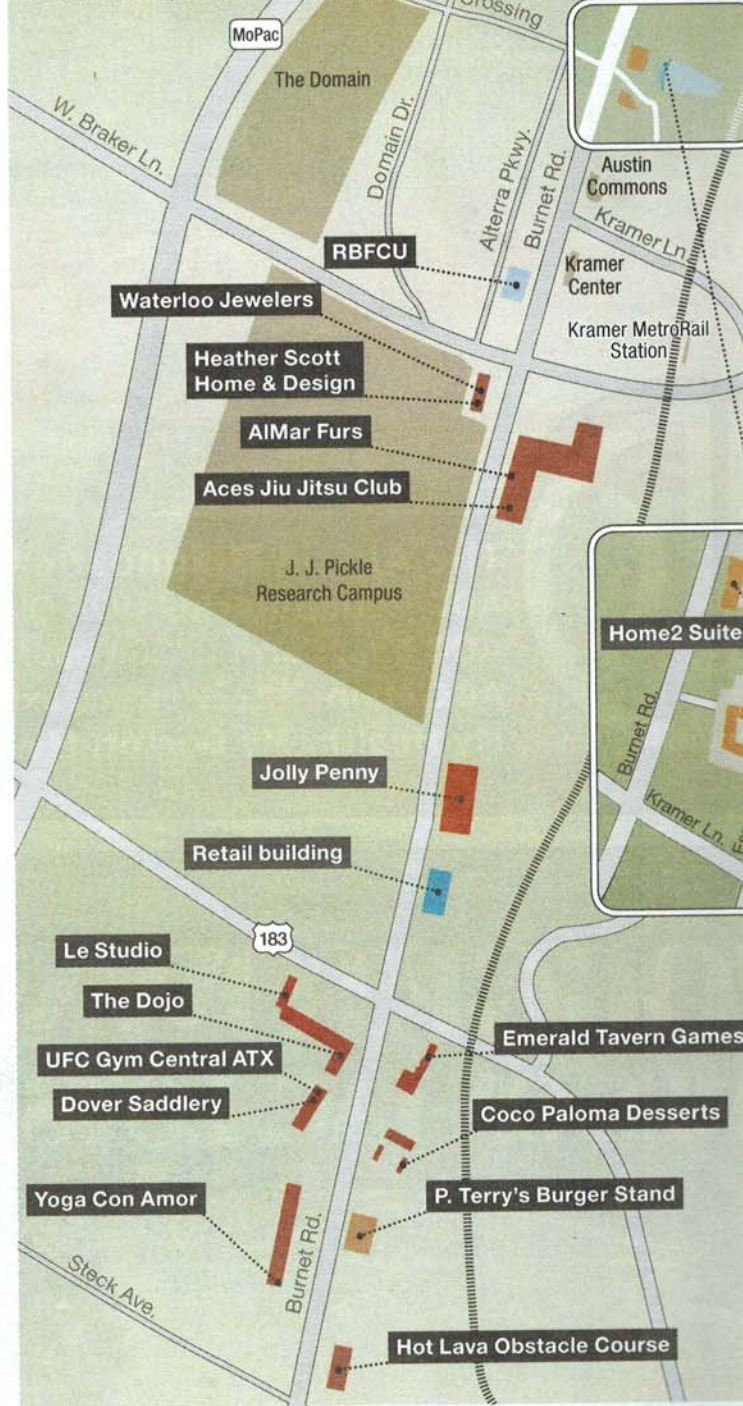 Crossing
MoPac
The Domain
W. Braker Ln.
Domain Dr.
Alterra Pkwy.
Burnet Rd.
Austin
Commons
Kramer Ln.
RBFCU
Kramer
Center
Waterloo Jewelers
Kramer MetroRail
Station
Heather Scott
Home & Design
AlMar Furs
Aces Jiu Jitsu Club
J. J. Pickle
Research Campus
Home2 Suite
Burnet Rd.
Kramer Ln.
Jolly Penny
Retail building
183
Le Studio
The Dojo
Emerald Tavern Games
UFC Gym Central ATX
Dover Saddlery
Coco Paloma Desserts
Yoga Con Amor
P. Terry's Burger Stand
Burnet Rd.
Steck Ave.
Hot Lava Obstacle Course